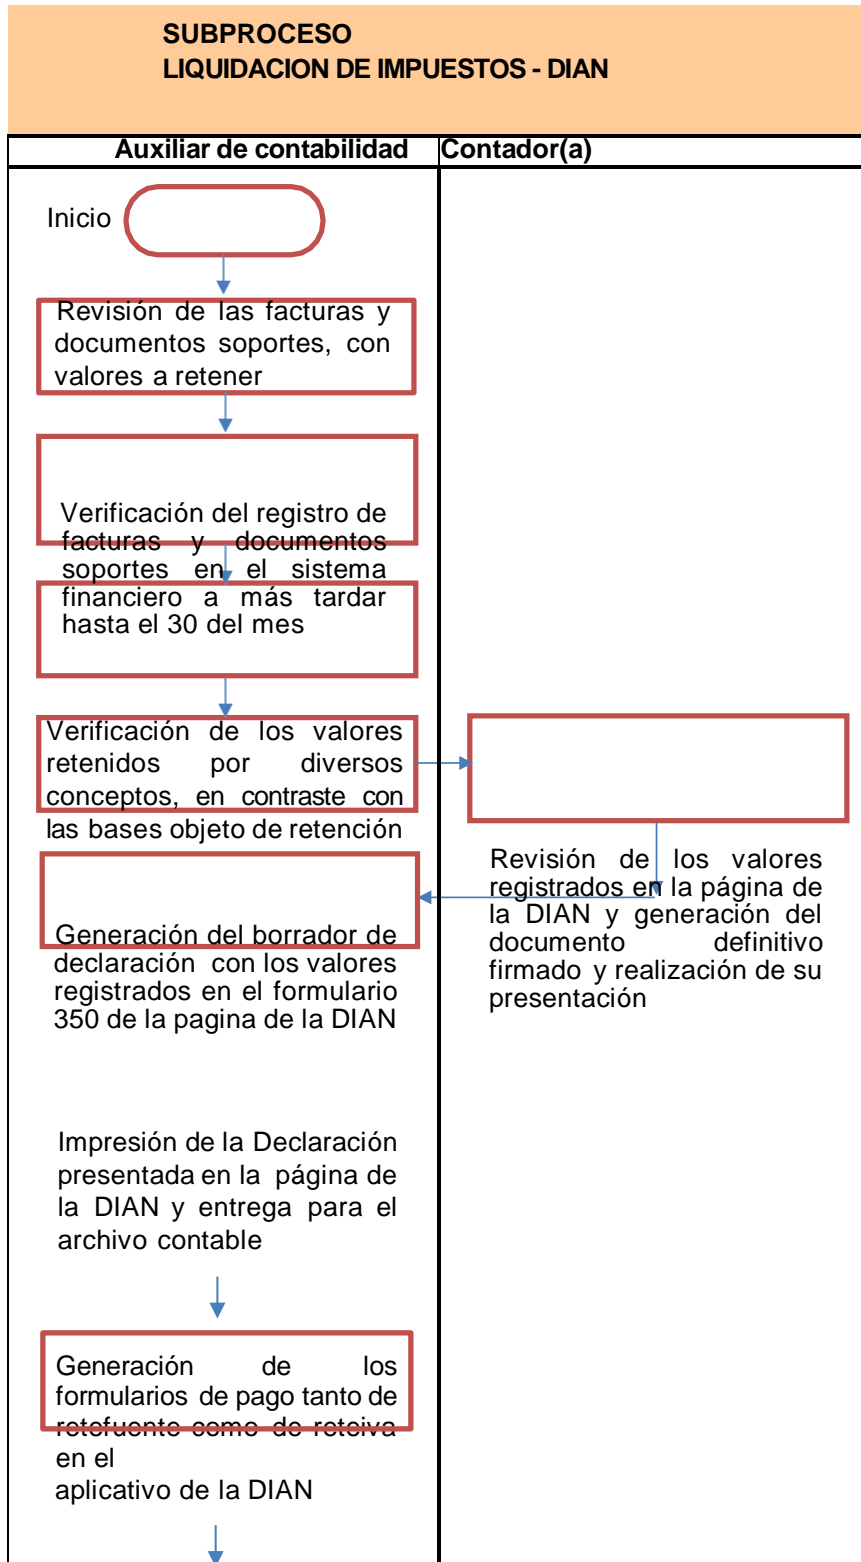 SUBPROCESO
LIQUIDACION DE IMPUESTOS - DIAN
Auxiliar de contabilidad
Contador(a)
Inicio
Revisión de las facturas y
documentos soportes, con
valores a retener
Verificación del registro de
facturas y documentos
soportes en el sistema
financiero a más tardar
hasta el 30 del mes
Verificación de los valores
retenidos por diversos
conceptos, en contraste con
las bases objeto de retención
Revisión de los valores
registrados en la página de
la DIAN y generación del
documento definitivo
firmado y realización de su
presentación
Generación del borrador de
declaración con los valores
registrados en el formulario
350 de la pagina de la DIAN
Impresión de la Declaración
presentada en la página de
la DIAN y entrega para el
archivo contable
Generación de los
formularios de pago tanto de
retefuente como de reteiva
en el
aplicativo de la DIAN